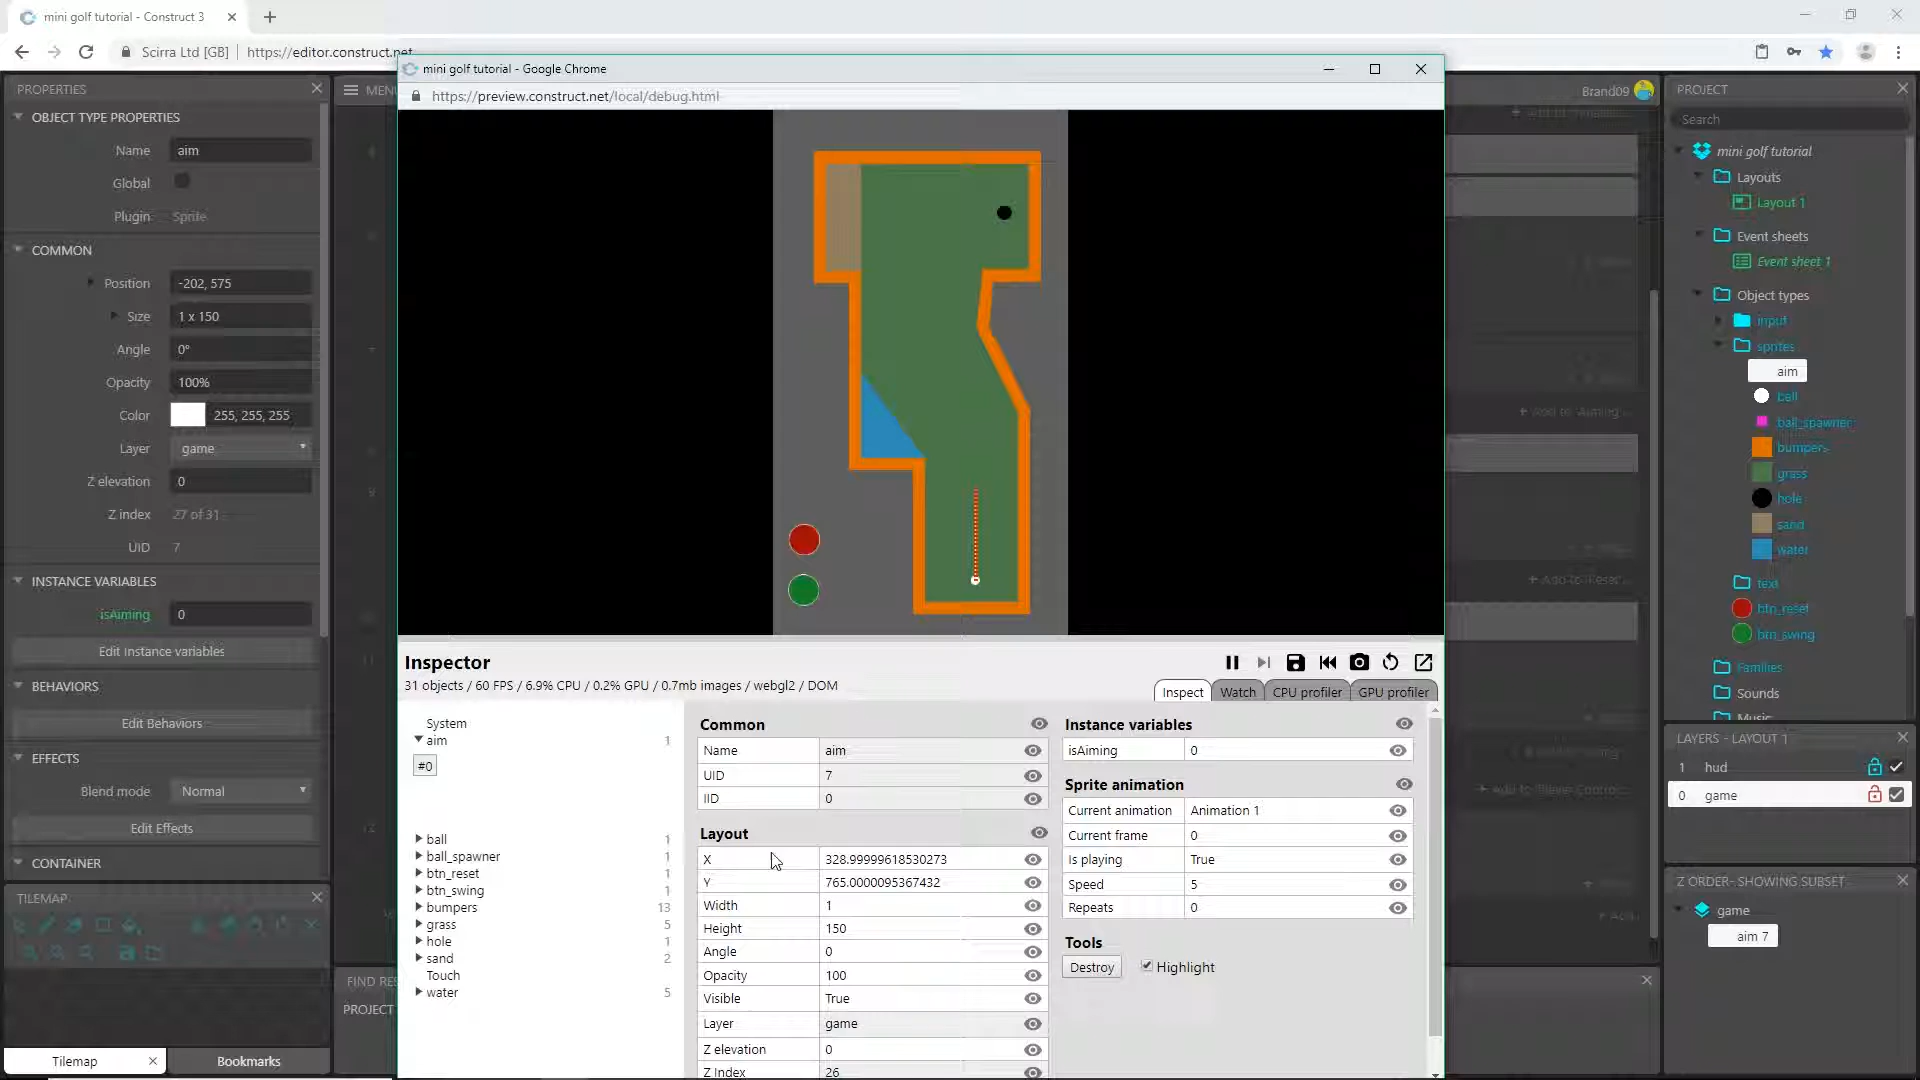 mini golf tutorial - Construct 3
Scirra Ltd [GB]
https://editor.construct.net
mini golf tutorial - Google Chrome
https://preview.construct.net/local/debug.html
PROPERTIES
OBJECT TYPE PROPERTIES
Name aim
Global
Plugin Sprite
COMMON
Position -202, 575
Size 1 x 150
Angle 0°
Opacity 100%
Color 255, 255, 255
Layer game
Z elevation 0
Z index 27 of 31
UID 7
INSTANCE VARIABLES
isAiming 0
Edit Instance variables
BEHAVIORS
Edit Behaviors
EFFECTS
Blend mode Normal
Edit Effects
CONTAINER
TILEMAP
Tilemap
Bookmarks
MENU
FIND RES
PROJECT
Inspector
31 objects / 60 FPS / 6.9% CPU / 0.2% GPU / 0.7mb images / webgl2 / DOM
Inspect Watch CPU profiler GPU profiler
System
aim 1
#0
ball 1
ball_spawner 1
btn_reset 1
btn_swing 1
bumpers 13
grass 5
hole 1
sand 2
Touch
water 5
Common
Name aim
UID 7
IID 0
Layout
X 328.99999618530273
Y 765.0000095367432
Width 1
Height 150
Angle 0
Opacity 100
Visible True
Layer game
Z elevation 0
Z Index 26
Instance variables
isAiming 0
Sprite animation
Current animation Animation 1
Current frame 0
Is playing True
Speed 5
Repeats 0
Tools
Destroy Highlight
Brand09
PROJECT
Search
mini golf tutorial
Layouts
Layout 1
Event sheets
Event sheet 1
Object types
input
sprites
aim
ball
ball_spawner
bumpers
grass
hole
sand
water
text
btn_reset
btn_swing
Families
Sounds
Music
LAYERS - LAYOUT 1
1 hud
0 game
Z ORDER- SHOWING SUBSET
game
aim 7